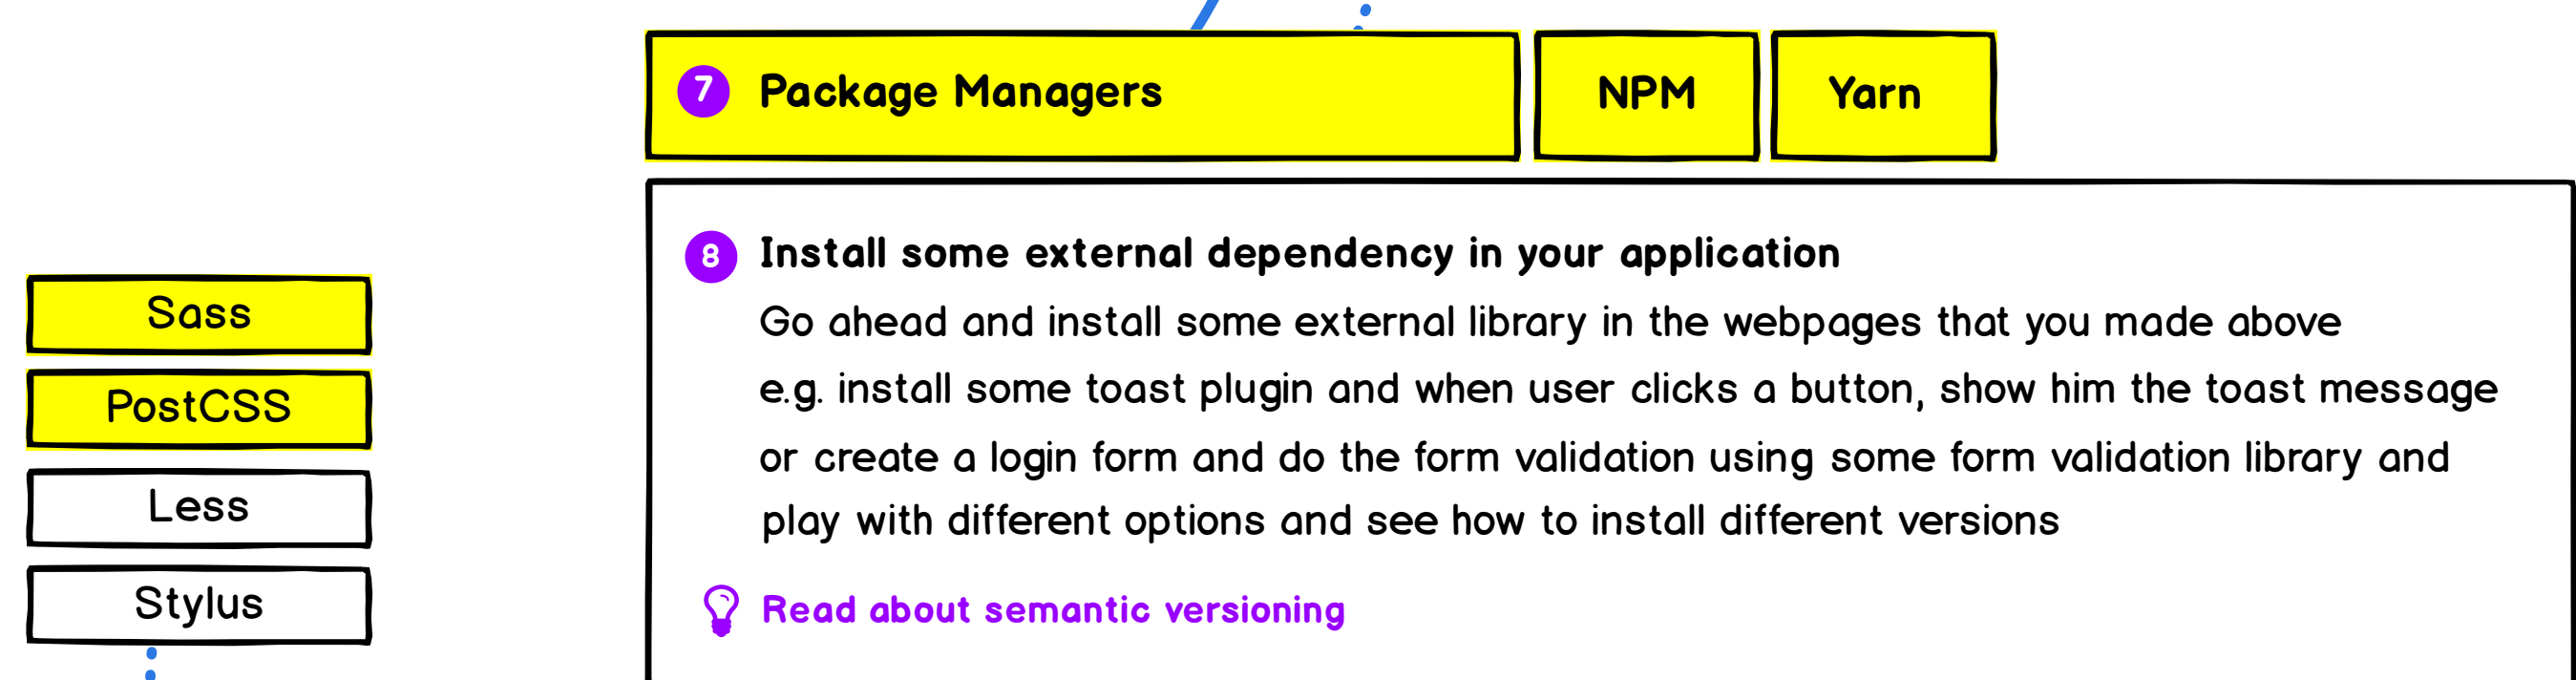 7 Package Managers
NPM
Yarn
8 Install some external dependency in your application
Go ahead and install some external library in the webpages that you made above
e.g. install some toast plugin and when user clicks a button, show him the toast message
or create a login form and do the form validation using some form validation library and
play with different options and see how to install different versions
Read about semantic versioning
Sass
PostCSS
Less
Stylus